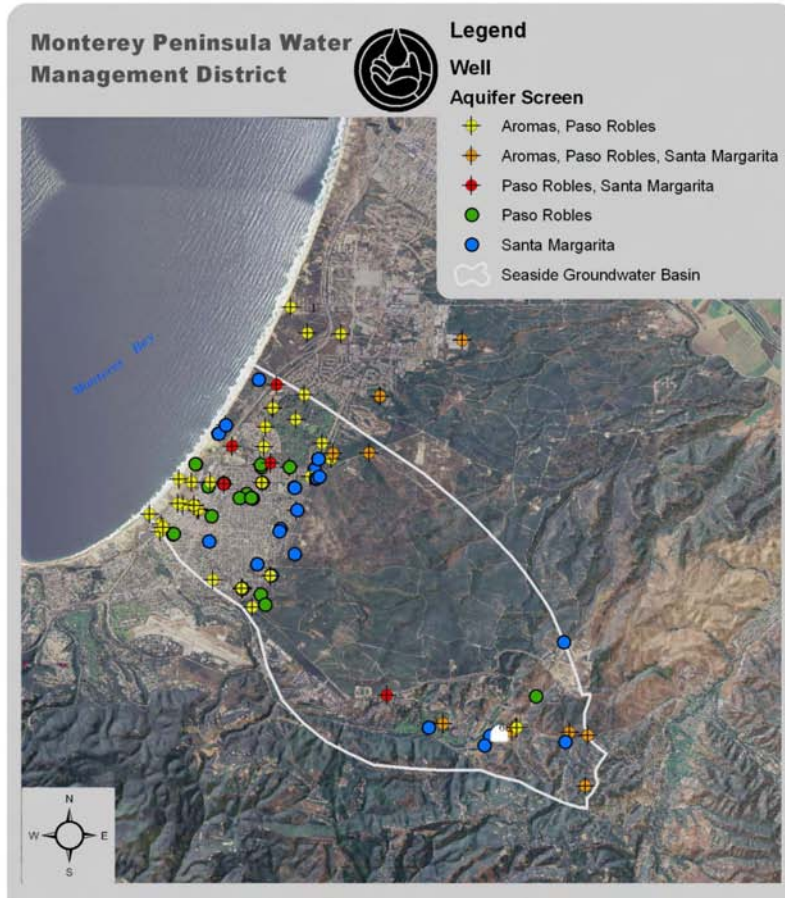 Monterey Peninsula Water
Management District
Legend
Well
Aquifer Screen
Aromas, Paso Robles
Aromas, Paso Robles, Santa Margarita
Paso Robles, Santa Margarita
Paso Robles
Santa Margarita
Seaside Groundwater Basin
Monterey Bay
N
W
E
S